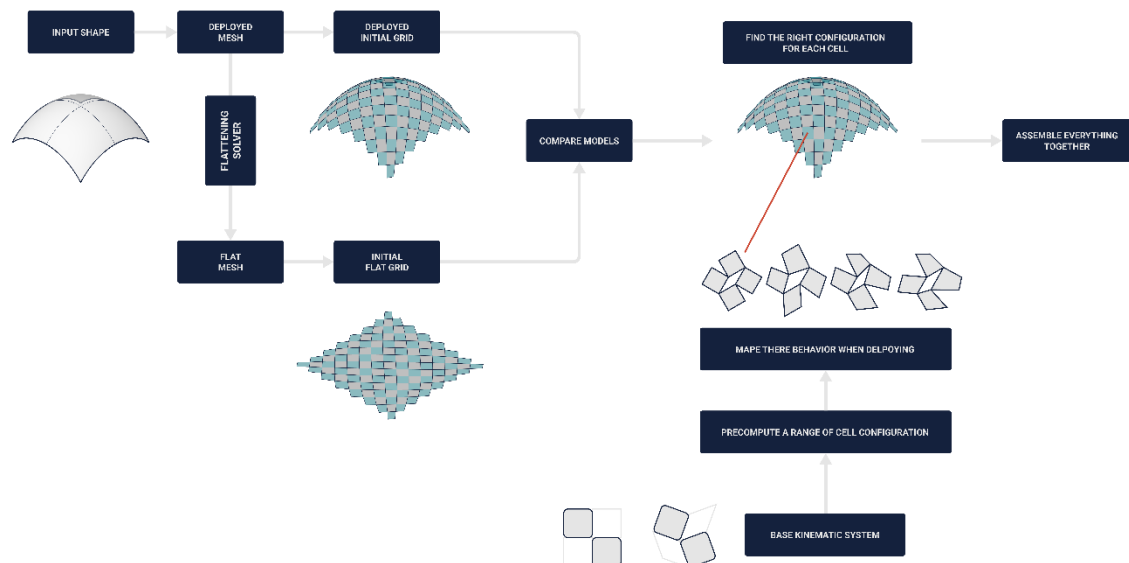 INPUT SHAPE
DEPLOYED
MESH
DEPLOYED
INITIAL GRID
FIND THE RIGHT CONFIGURATION
FOR EACH CELL
FLATTENING
SOLVER
COMPARE MODELS
ASSEMBLE EVERYTHING
TOGETHER
FLAT
MESH
INITIAL
FLAT GRID
MAPE THERE BEHAVIOR WHEN DELPOYING
PRECOMPUTE A RANGE OF CELL CONFIGURATION
BASE KINEMATIC SYSTEM